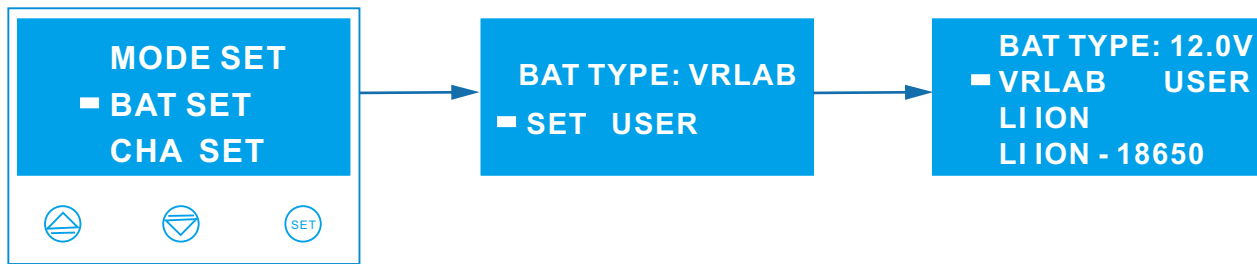 MODE SET
BAT SET
CHA SET
SET
BAT TYPE: VRLAB
SET USER
BAT TYPE: 12.0V
VRLAB USER
LI ION
LI ION - 18650